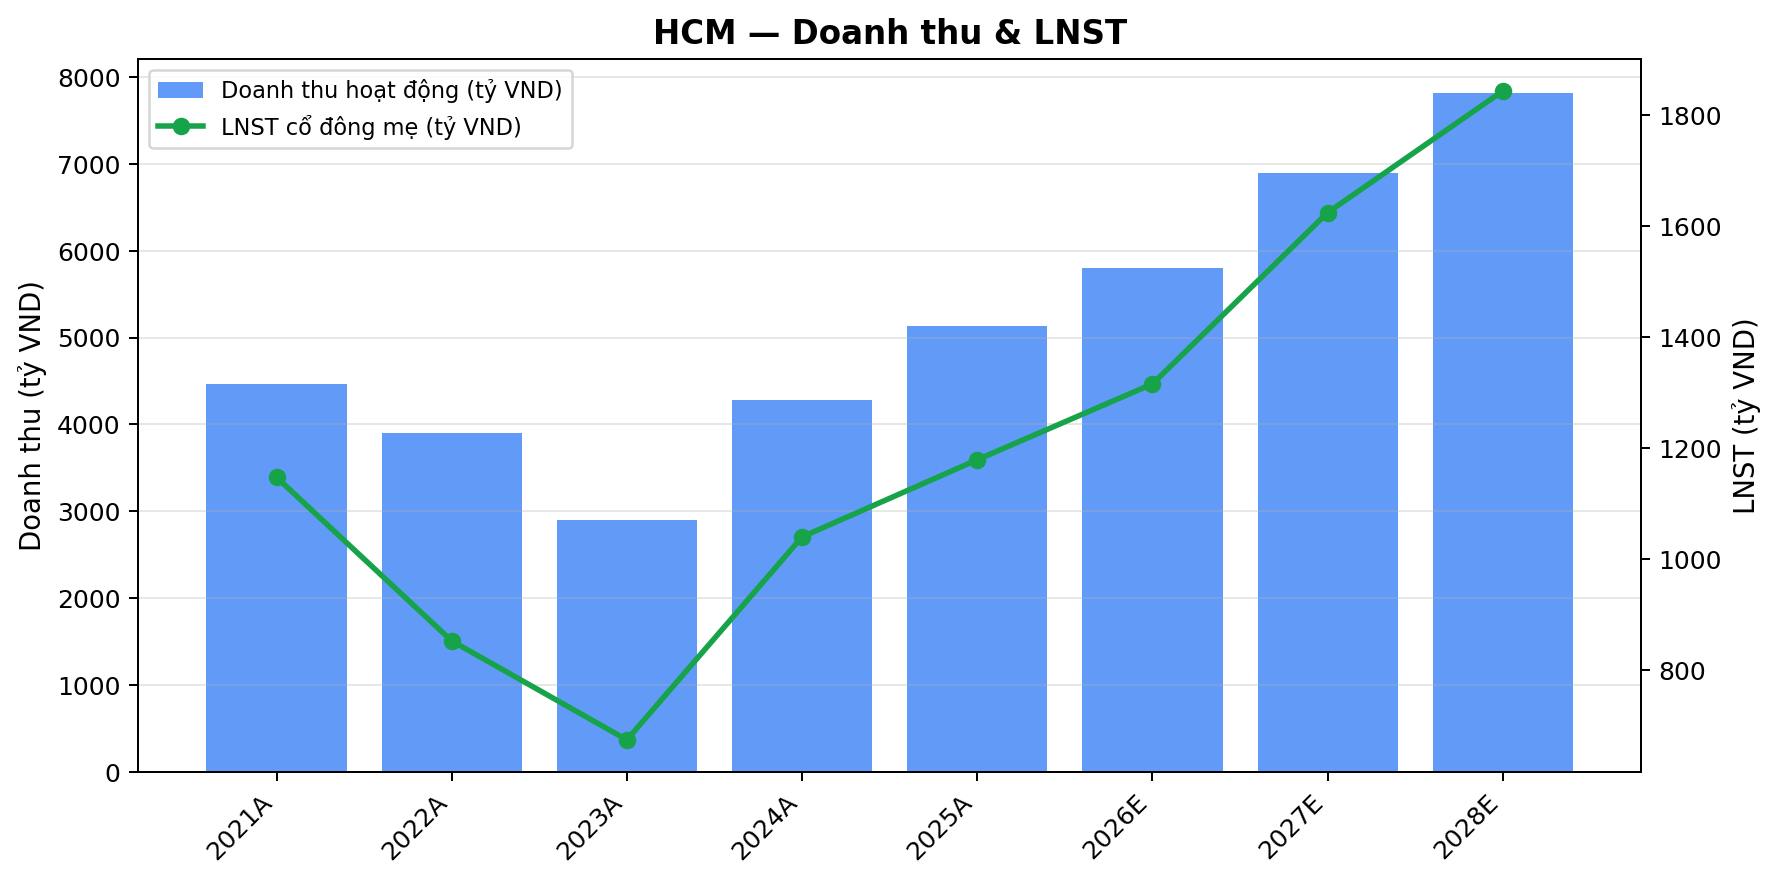 HCM — Doanh thu & LNST
Doanh thu hoạt động (tỷ VND)
LNST cổ đông mẹ (tỷ VND)
Doanh thu (tỷ VND)
8000
7000
6000
5000
4000
3000
2000
1000
0
1800
1600
1400
1200
1000
800
LNST (tỷ VND)
2021A
2022A
2023A
2024A
2025A
2026E
2027E
2028E